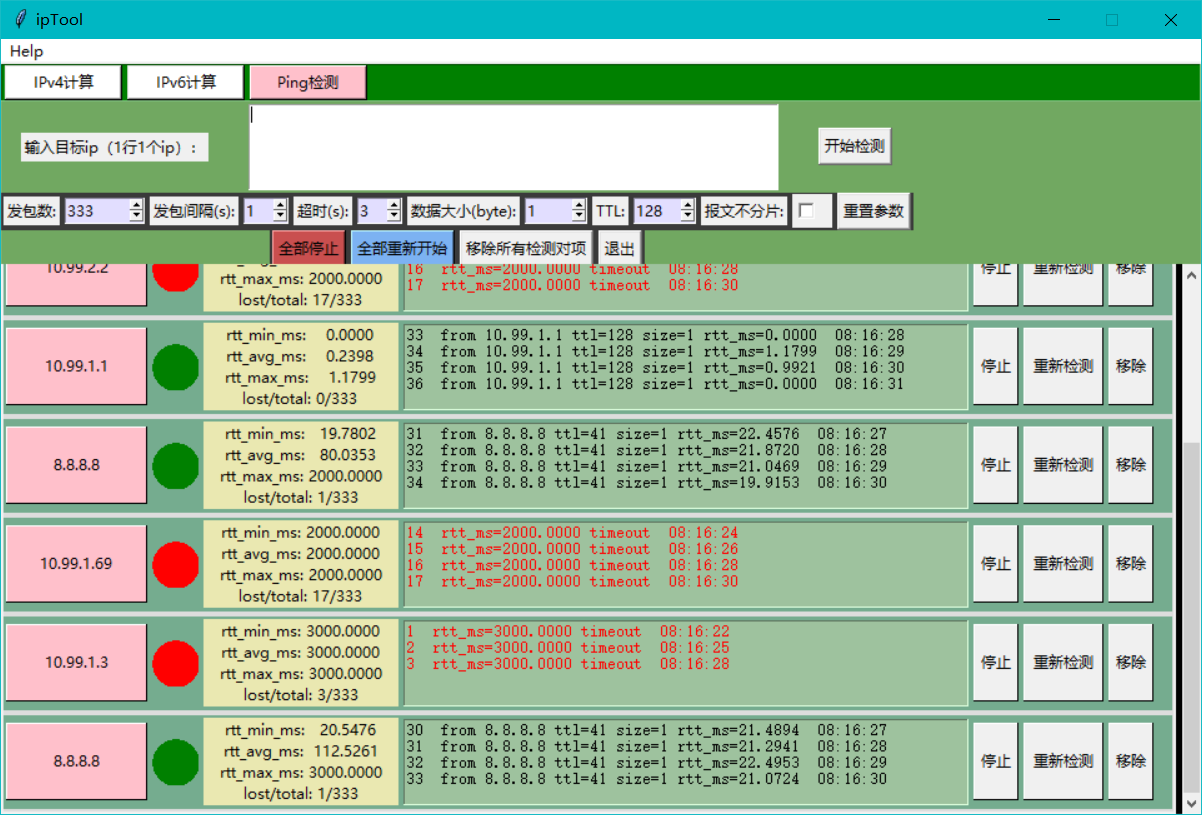 ipTool
Help
IPv4计算 IPv6计算 Ping检测
输入目标ip（1行1个ip）： 开始检测
发包数: 333 发包间隔(s): 1 超时(s): 3 数据大小(byte): 1 TTL: 128 报文不分片: 重置参数
全部停止 全部重新开始 移除所有检测对项 退出
10.99.2.2 16 rtt_ms=2000.0000 timeout 08:16:28 停止 重新检测 移除
rtt_max_ms: 2000.0000 17 rtt_ms=2000.0000 timeout 08:16:30
lost/total: 17/333
10.99.1.1
rtt_min_ms: 0.0000
rtt_avg_ms: 0.2398
rtt_max_ms: 1.1799
lost/total: 0/333
33 from 10.99.1.1 ttl=128 size=1 rtt_ms=0.0000 08:16:28
34 from 10.99.1.1 ttl=128 size=1 rtt_ms=1.1799 08:16:29
35 from 10.99.1.1 ttl=128 size=1 rtt_ms=0.9921 08:16:30
36 from 10.99.1.1 ttl=128 size=1 rtt_ms=0.0000 08:16:31
停止 重新检测 移除
8.8.8.8
rtt_min_ms: 19.7802
rtt_avg_ms: 80.0353
rtt_max_ms: 2000.0000
lost/total: 1/333
31 from 8.8.8.8 ttl=41 size=1 rtt_ms=22.4576 08:16:27
32 from 8.8.8.8 ttl=41 size=1 rtt_ms=21.8720 08:16:28
33 from 8.8.8.8 ttl=41 size=1 rtt_ms=21.0469 08:16:29
34 from 8.8.8.8 ttl=41 size=1 rtt_ms=19.9153 08:16:30
停止 重新检测 移除
10.99.1.69
rtt_min_ms: 2000.0000
rtt_avg_ms: 2000.0000
rtt_max_ms: 2000.0000
lost/total: 17/333
14 rtt_ms=2000.0000 timeout 08:16:24
15 rtt_ms=2000.0000 timeout 08:16:26
16 rtt_ms=2000.0000 timeout 08:16:28
17 rtt_ms=2000.0000 timeout 08:16:30
停止 重新检测 移除
10.99.1.3
rtt_min_ms: 3000.0000
rtt_avg_ms: 3000.0000
rtt_max_ms: 3000.0000
lost/total: 3/333
1 rtt_ms=3000.0000 timeout 08:16:22
2 rtt_ms=3000.0000 timeout 08:16:25
3 rtt_ms=3000.0000 timeout 08:16:28
停止 重新检测 移除
8.8.8.8
rtt_min_ms: 20.5476
rtt_avg_ms: 112.5261
rtt_max_ms: 3000.0000
lost/total: 1/333
30 from 8.8.8.8 ttl=41 size=1 rtt_ms=21.4894 08:16:27
31 from 8.8.8.8 ttl=41 size=1 rtt_ms=21.2941 08:16:28
32 from 8.8.8.8 ttl=41 size=1 rtt_ms=22.4953 08:16:29
33 from 8.8.8.8 ttl=41 size=1 rtt_ms=21.0724 08:16:30
停止 重新检测 移除